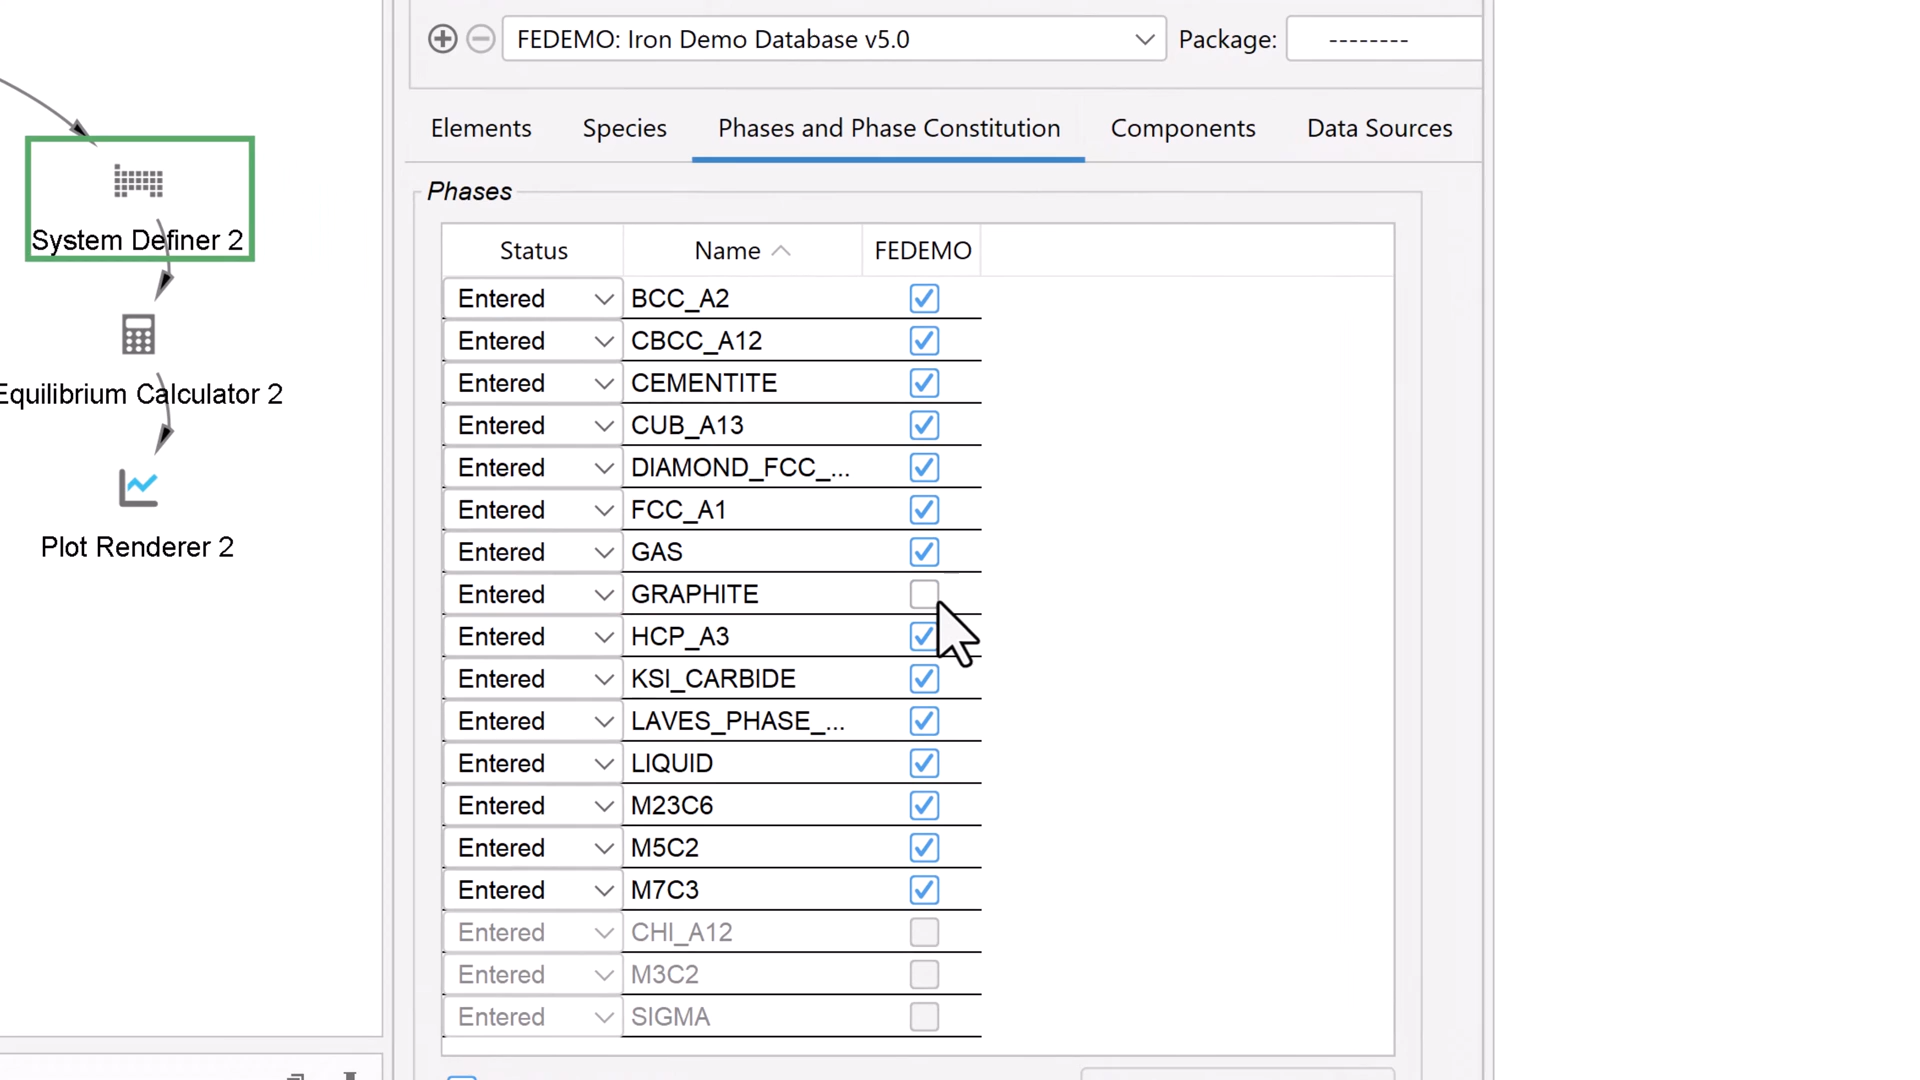 FEDEMO: Iron Demo Database v5.0
Package: --------
Elements Species Phases and Phase Constitution Components Data Sources
System Definer 2
Equilibrium Calculator 2
Plot Renderer 2
Phases
Status Name FEDEMO
Entered BCC_A2
Entered CBCC_A12
Entered CEMENTITE
Entered CUB_A13
Entered DIAMOND_FCC_...
Entered FCC_A1
Entered GAS
Entered GRAPHITE
Entered HCP_A3
Entered KSI_CARBIDE
Entered LAVES_PHASE_...
Entered LIQUID
Entered M23C6
Entered M5C2
Entered M7C3
Entered CHI_A12
Entered M3C2
Entered SIGMA